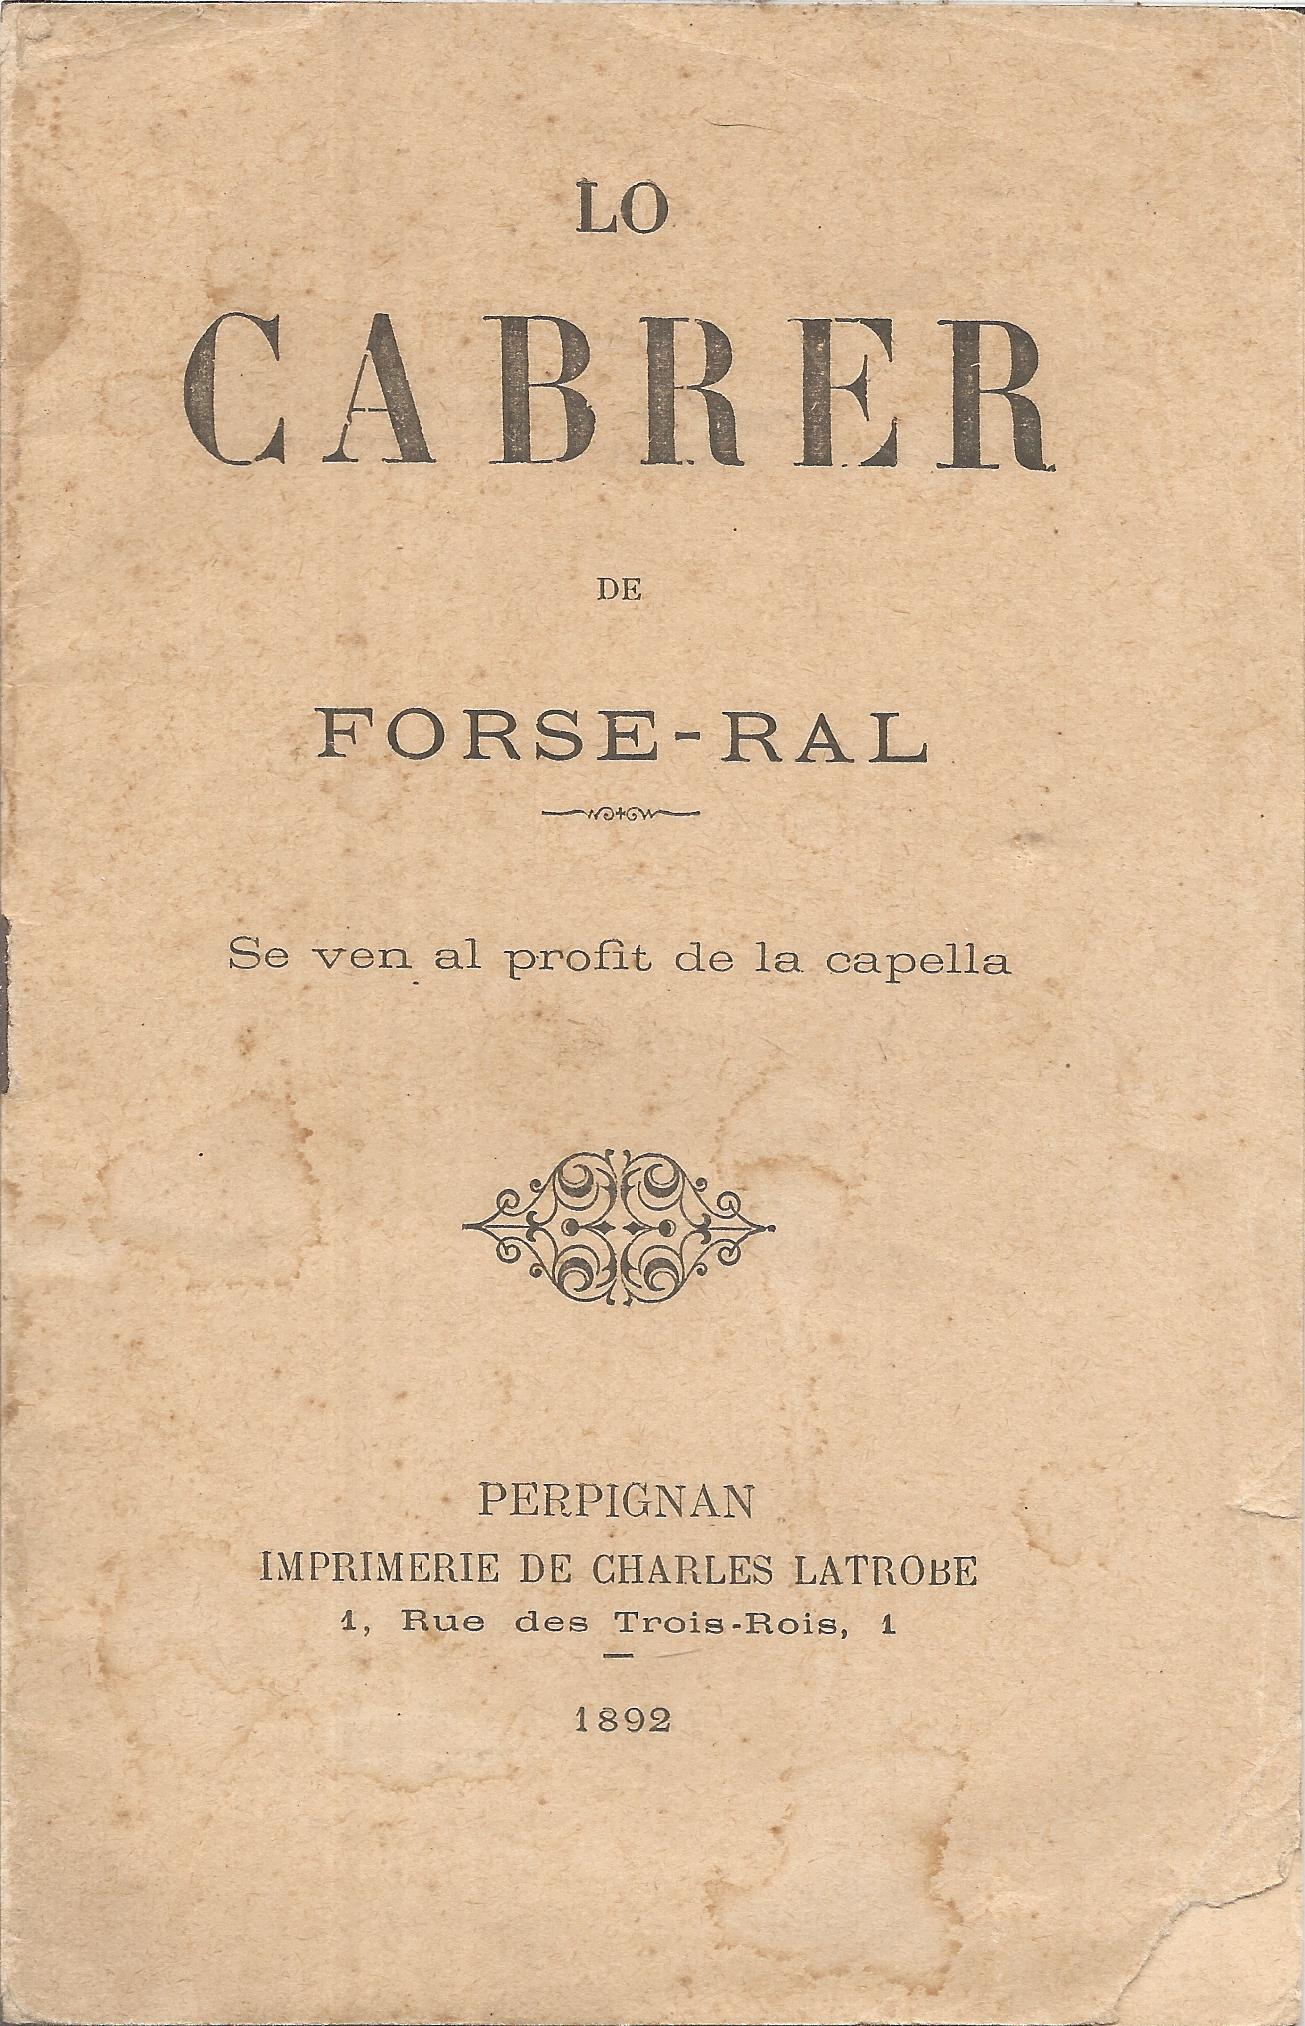 LO
CABRER
DE
FORSE-RAL
Se ven al profit de la capella
PERPIGNAN
IMPRIMERIE DE CHARLES LATROBE
1, Rue des Trois-Rois, 1
1892